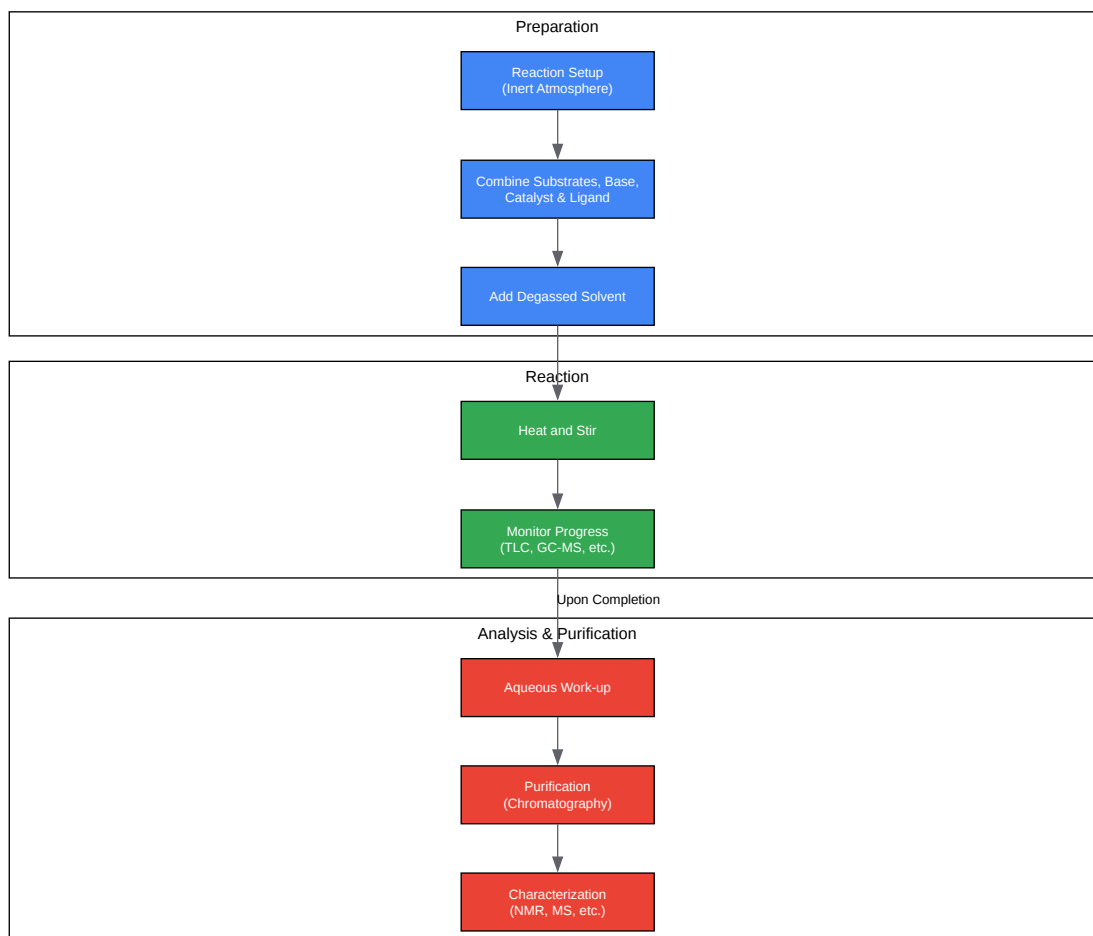 Preparation
Reaction Setup
(Inert Atmosphere)
Combine Substrates, Base,
Catalyst & Ligand
Add Degassed Solvent
Reaction
Heat and Stir
Monitor Progress
(TLC, GC-MS, etc.)
Upon Completion
Analysis & Purification
Aqueous Work-up
Purification
(Chromatography)
Characterization
(NMR, MS, etc.)